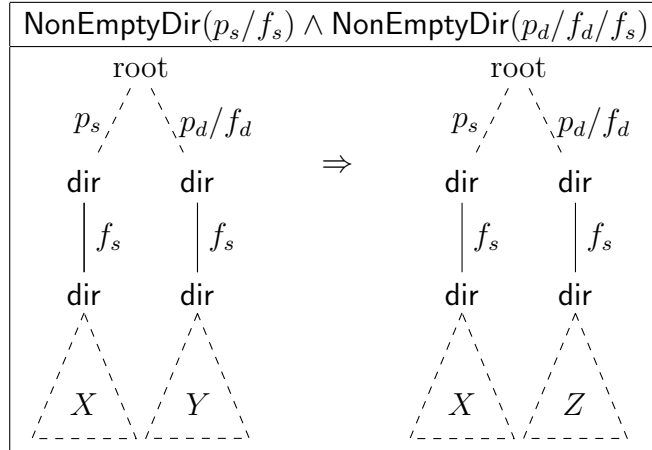 NonEmptyDir(p_s/f_s) ∧ NonEmptyDir(p_d/f_d/f_s)
root root
p_s p_d/f_d p_s p_d/f_d
⇒
dir dir dir dir
f_s f_s f_s f_s
dir dir dir dir
X Y X Z